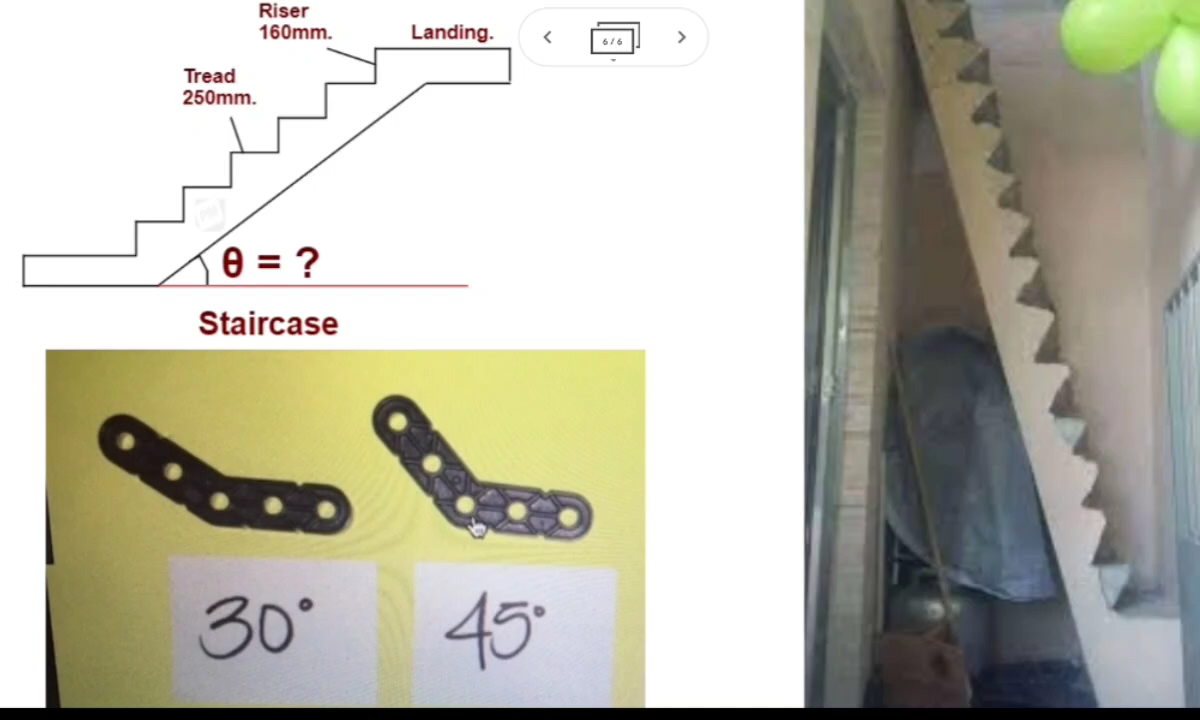 Riser
160mm.
Landing.
6 / 6
Tread
250mm.
θ = ?
Staircase
30°
45°